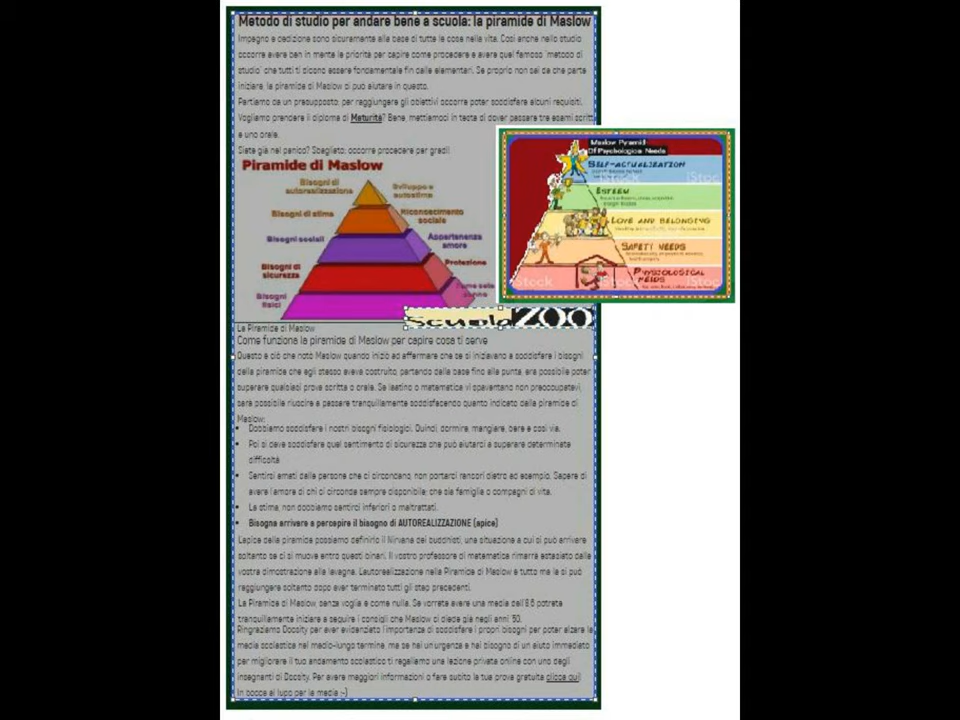 Metodo di studio per andare bene a scuola: la piramide di Maslow
Impegno e dedizione sono sicuramente alla base di tutte le cose nella vita. Così anche nello studio
occorre avere ben in mente le priorità per capire come procedere e avere quel famoso "metodo di
studio" che tutti ti dicono essere fondamentale fin dalle elementari. Se proprio non sai da che parte
iniziare, la piramide di Maslow ci può aiutare in questo.
Partiamo da un presupposto, per raggiungere gli obiettivi occorre poter soddisfare alcuni requisiti.
Vogliamo prendere il diploma di Maturità? Bene, mettiamoci in testa di dover passare tre esami scritti
e uno orale.
Siete già nel panico? Sbagliato: occorre procedere per gradi!
Piramide di Maslow
Bisogni di
autorealizzazione
Sviluppo e
autostima
Bisogni di stima
Riconoscimento
sociale
Bisogni sociali
Appartenenza
amore
Bisogni di
sicurezza
Protezione
Bisogni
fisici
Maslow Pyramid
Of Psychological Needs
SELF-ACTUALIZATION
ESTEEM
LOVE AND BELONGING
SAFETY NEEDS
PHYSIOLOGICAL
NEEDS
iStock
iStock
iStock
iStock
ScuolaZOO
La Piramide di Maslow
Come funziona la piramide di Maslow per capire cosa ti serve
Questo è ciò che notò Maslow quando iniziò ad affermare che se si iniziavano a soddisfare i bisogni
della piramide che egli stesso aveva costruito, partendo dalla base fino alla punta, era possibile poter
superare qualsiasi prova scritta o orale. Se latino o matematica vi spaventano non preoccupatevi,
sarà possibile riuscire a passare tranquillamente soddisfacendo quanto indicato dalla piramide di
Maslow:
• Dobbiamo soddisfare i nostri bisogni fisiologici. Quindi, dormire, mangiare, bere e così via.
• Poi si deve soddisfare quel sentimento di sicurezza che può aiutarci a superare determinate
difficoltà
• Sentirci amati dalle persone che ci circondano, non portarci rancori dietro ad esempio. Sapere di
avere l'amore di chi ci circonda sempre disponibile, che sia famiglia o compagni di vita.
• La stima, non dobbiamo sentirci inferiori o maltrattati.
• Bisogna arrivare a percepire il bisogno di AUTOREALIZZAZIONE (apice)
L'apice della piramide possiamo definirlo il Nirvana dei buddhisti, una situazione a cui si può arrivare
soltanto se ci si muove entro questi binari. Il vostro professore di matematica rimarrà estasiato dalla
vostra dimostrazione alla lavagna. L'autorealizzazione nella Piramide di Maslow è tutto ma la si può
raggiungere soltanto dopo aver terminato tutti gli step precedenti.
La Piramide di Maslow, senza voglia è come nulla. Se vorrete avere una media dell'8.8 potrete
tranquillamente iniziare a seguire i consigli che Maslow ci diede già negli anni '50.
Ringraziamo Docsity per aver evidenziato l'importanza di soddisfare i propri bisogni per poter alzare la
media scolastica nel medio-lungo termine, ma se hai un'urgenza e hai bisogno di un aiuto immediato
per migliorare il tuo andamento scolastico ti regaliamo una lezione privata online con uno degli
insegnanti di Docsity. Per avere maggiori informazioni o fare subito la tua prova gratuita clicca qui!
In bocca al lupo per la media ;-)